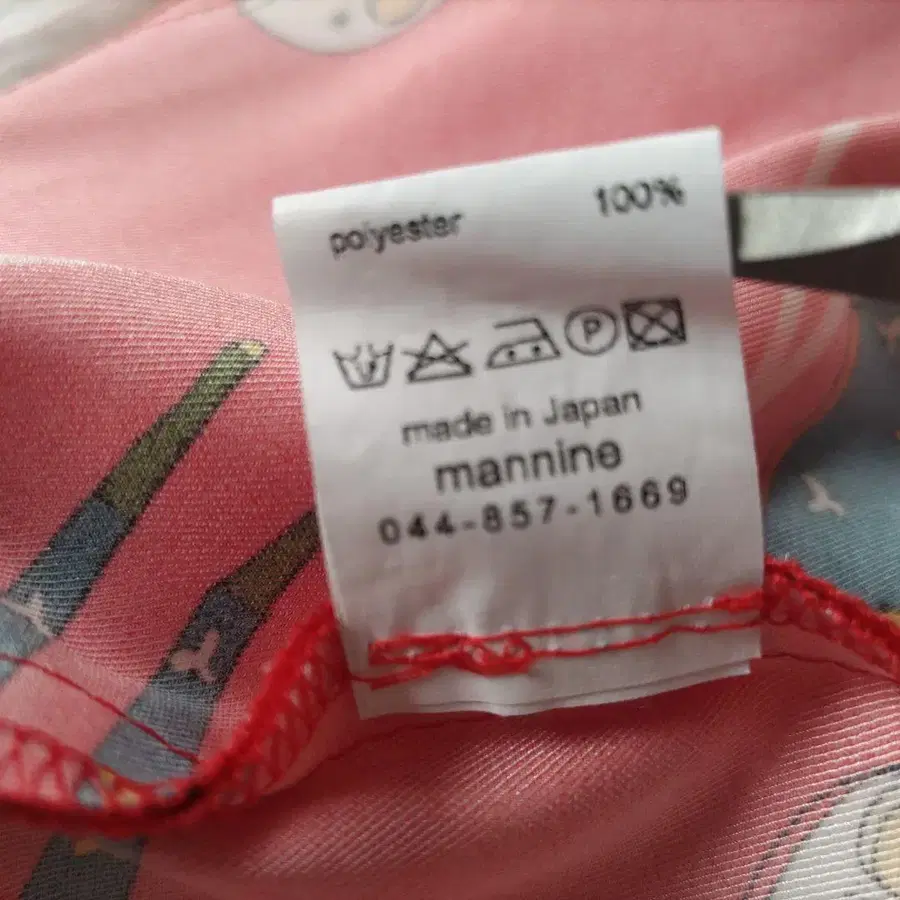 polyester 100%
P
made in Japan
mannine
044-857-1669